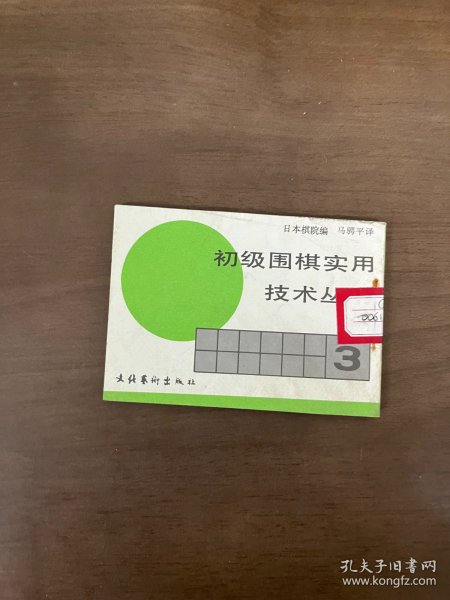 日本棋院编 马骋平译
初级围棋实用
技术丛
3
文化艺术出版社
孔夫子旧书网
www.kongfz.com